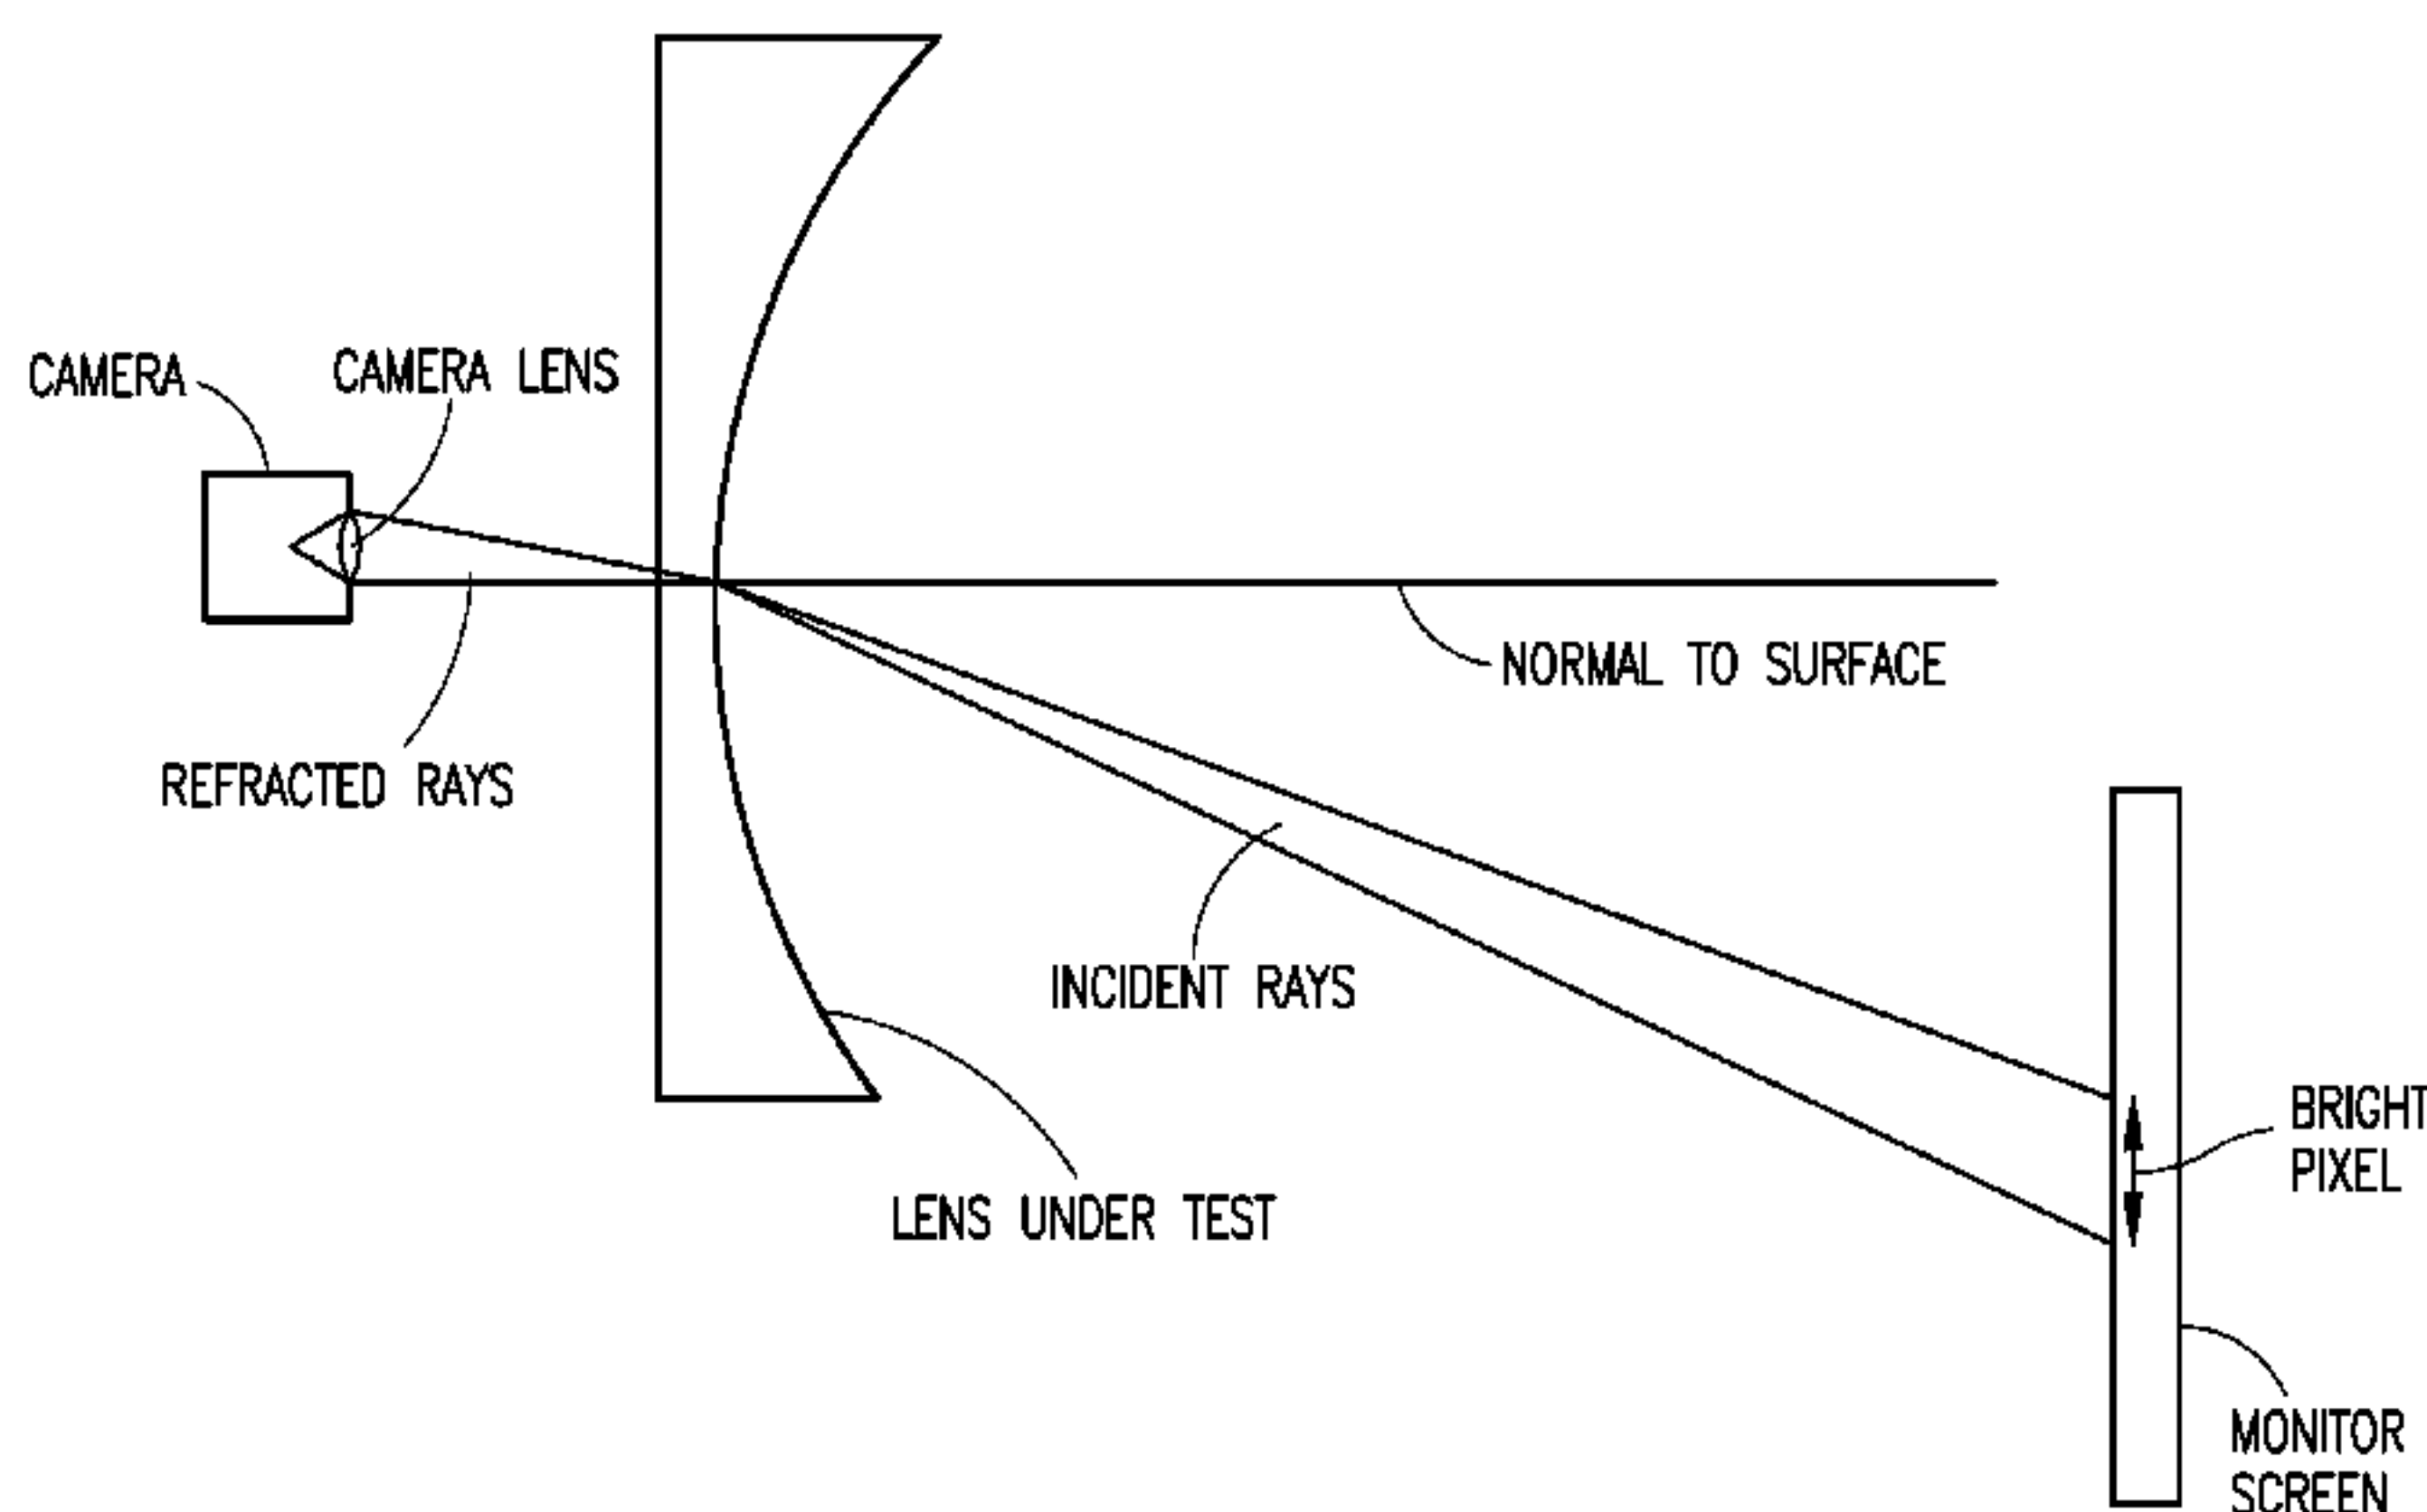 CAMERA
CAMERA LENS
REFRACTED RAYS
NORMAL TO SURFACE
INCIDENT RAYS
LENS UNDER TEST
BRIGHT
PIXEL
MONITOR
SCREEN